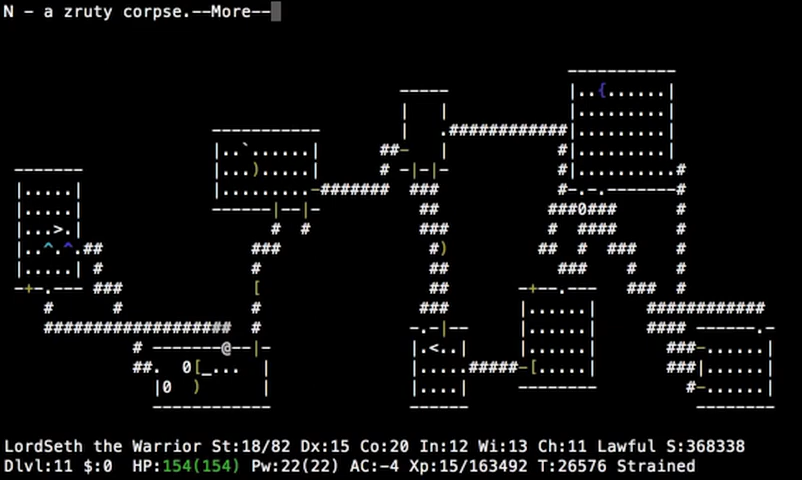 N - a zruty corpse.--More--
LordSeth the Warrior St:18/82 Dx:15 Co:20 In:12 Wi:13 Ch:11 Lawful S:368338
Dlvl:11 $:0 HP:154(154) Pw:22(22) AC:-4 Xp:15/163492 T:26576 Strained